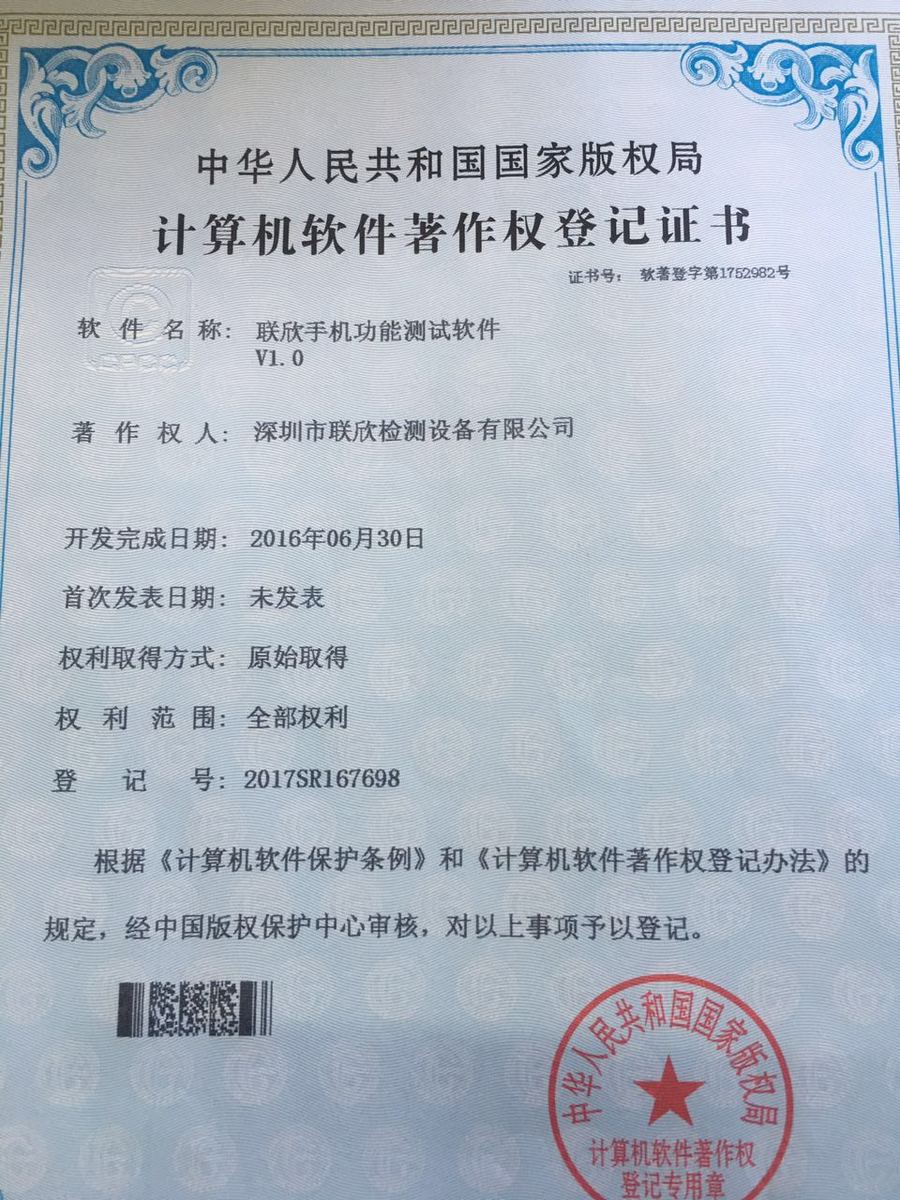 中华人民共和国国家版权局
计算机软件著作权登记证书
证书号: 软著登字第1752982号
软件名称: 联欣手机功能测试软件
V1.0
著作权人: 深圳市联欣检测设备有限公司
开发完成日期: 2016年06月30日
首次发表日期: 未发表
权利取得方式: 原始取得
权利范围: 全部权利
登记号: 2017SR167698
根据《计算机软件保护条例》和《计算机软件著作权登记办法》的
规定，经中国版权保护中心审核，对以上事项予以登记。
中华人民共和国国家版权局
计算机软件著作权
登记专用章